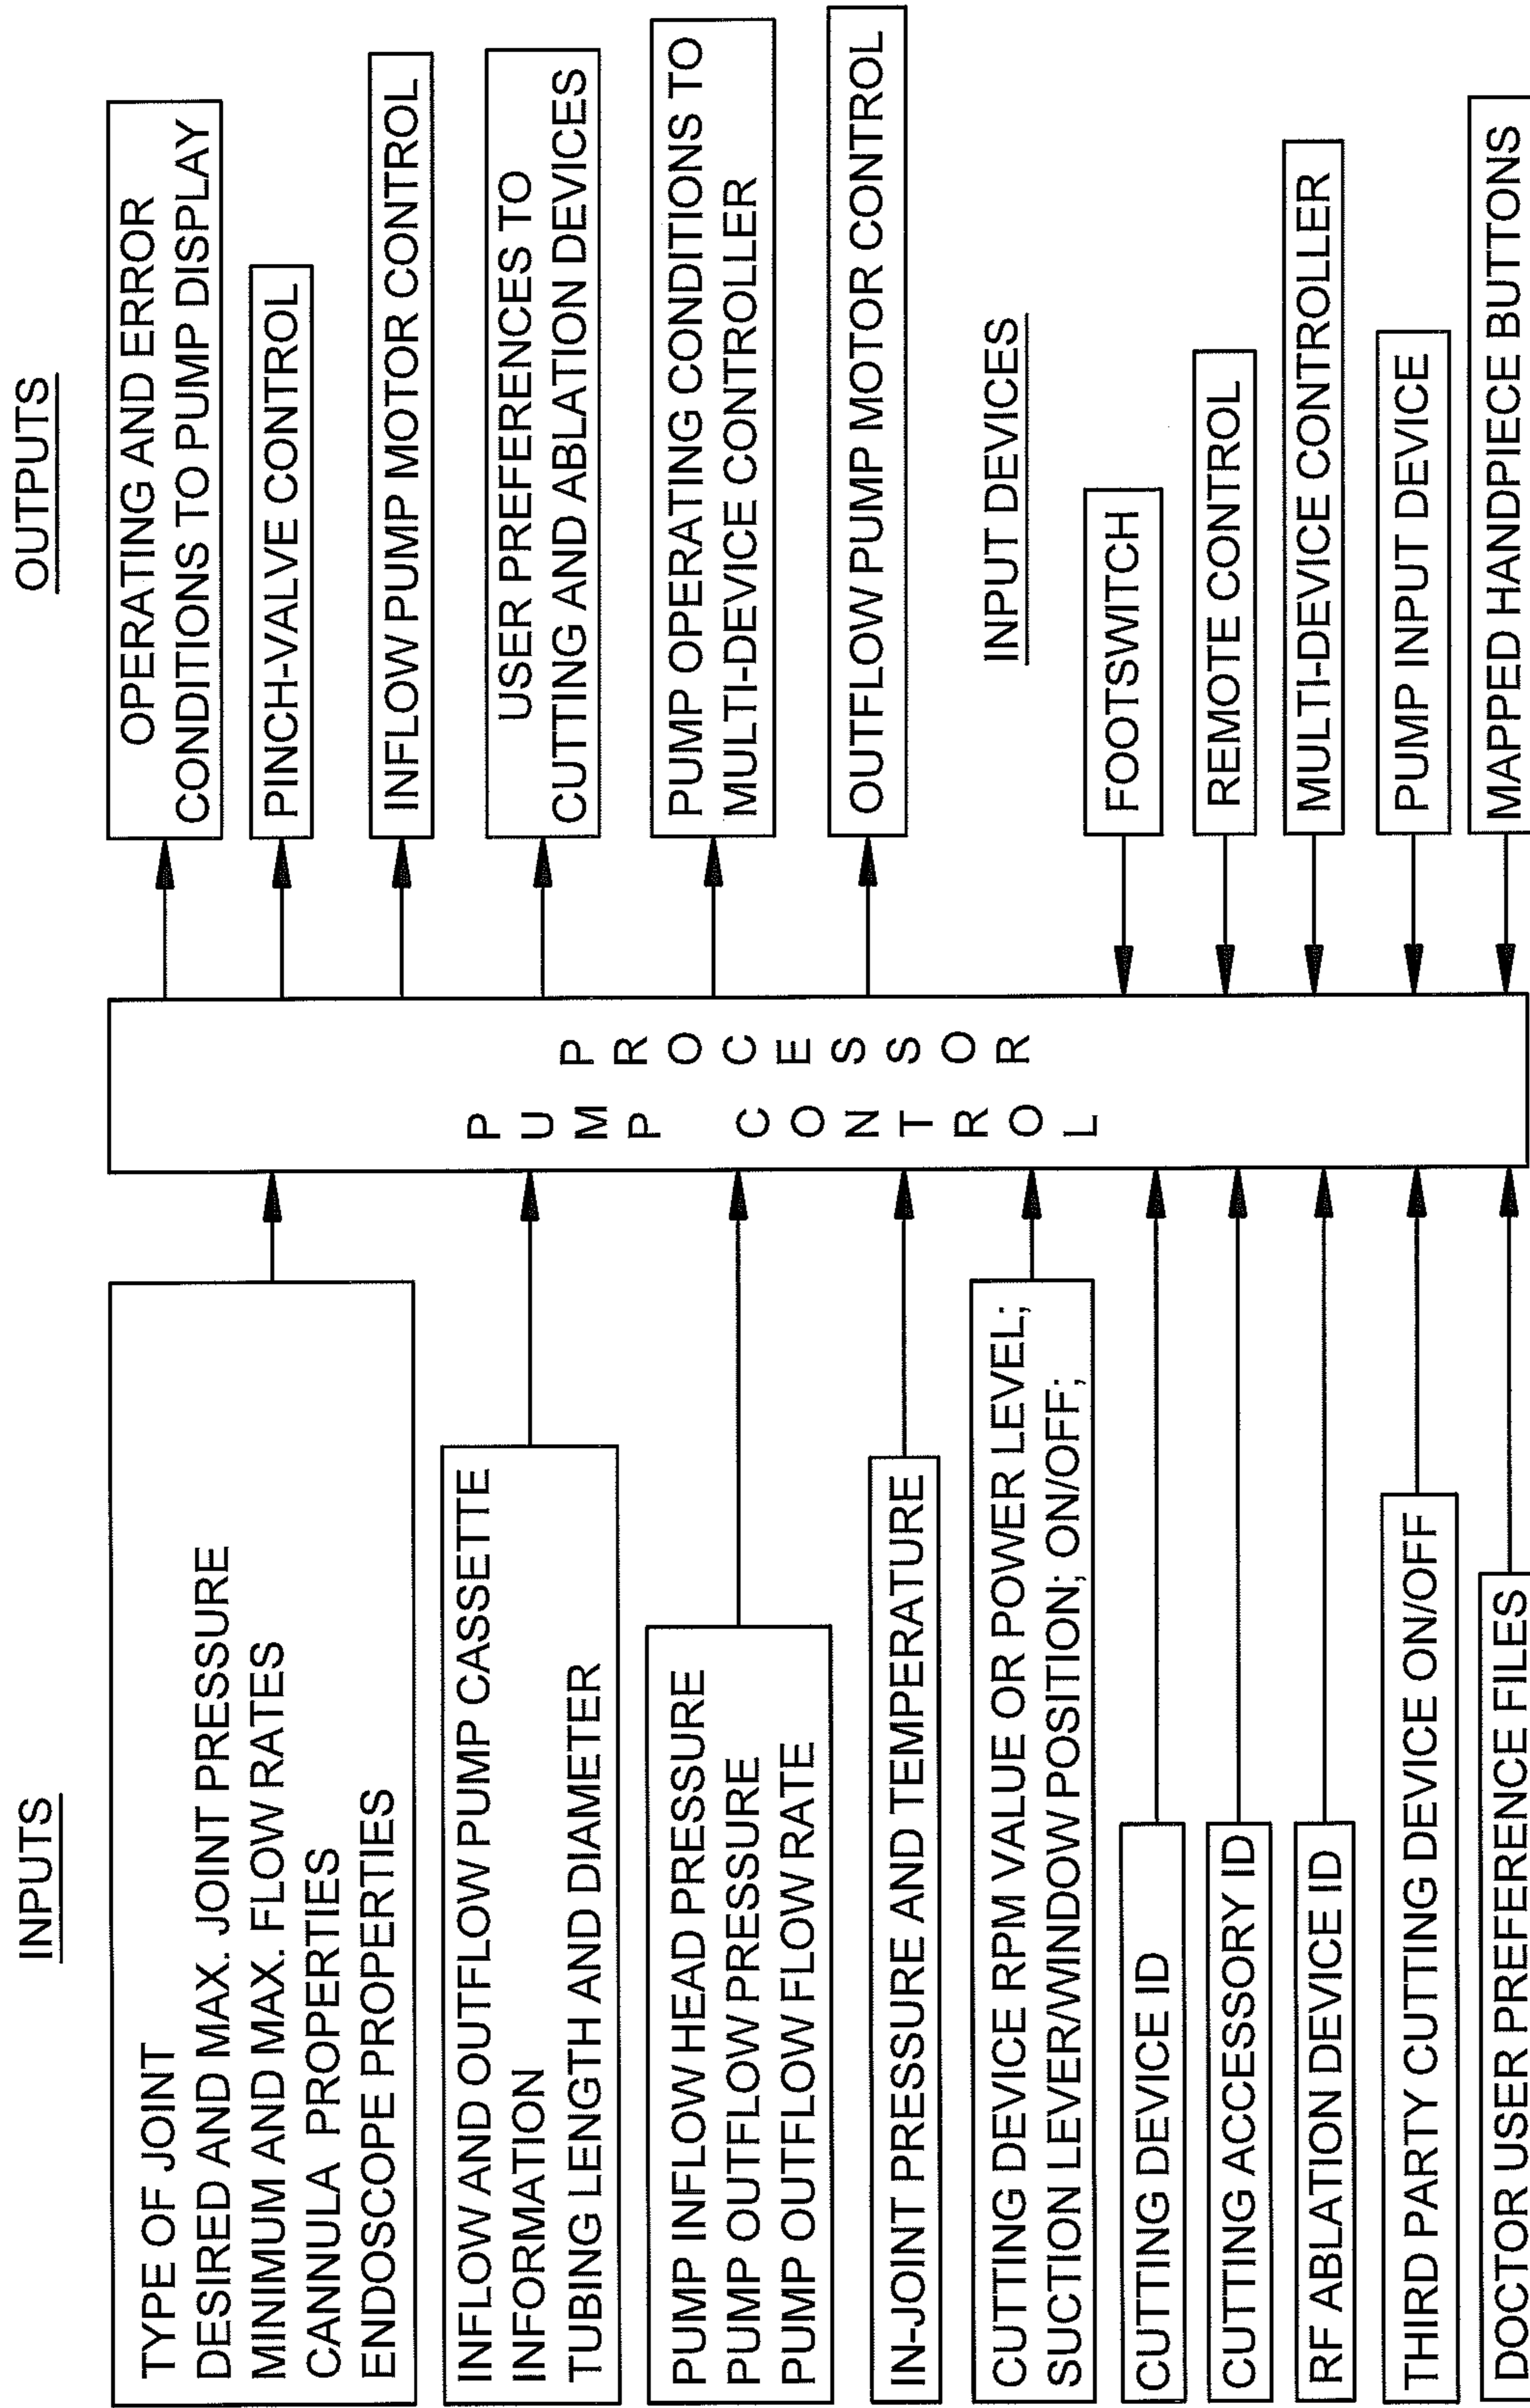 INPUTS
TYPE OF JOINT
DESIRED AND MAX. JOINT PRESSURE
MINIMUM AND MAX. FLOW RATES
CANNULA PROPERTIES
ENDOSCOPE PROPERTIES
INFLOW AND OUTFLOW PUMP CASSETTE
INFORMATION
TUBING LENGTH AND DIAMETER
PUMP INFLOW HEAD PRESSURE
PUMP OUTFLOW PRESSURE
PUMP OUTFLOW FLOW RATE
IN-JOINT PRESSURE AND TEMPERATURE
CUTTING DEVICE RPM VALUE OR POWER LEVEL;
SUCTION LEVER/WINDOW POSITION; ON/OFF;
CUTTING DEVICE ID
CUTTING ACCESSORY ID
RF ABLATION DEVICE ID
THIRD PARTY CUTTING DEVICE ON/OFF
DOCTOR USER PREFERENCE FILES
PUMP CONTROL
PROCESSOR
OUTPUTS
OPERATING AND ERROR
CONDITIONS TO PUMP DISPLAY
PINCH-VALVE CONTROL
INFLOW PUMP MOTOR CONTROL
USER PREFERENCES TO
CUTTING AND ABLATION DEVICES
PUMP OPERATING CONDITIONS TO
MULTI-DEVICE CONTROLLER
OUTFLOW PUMP MOTOR CONTROL
INPUT DEVICES
FOOTSWITCH
REMOTE CONTROL
MULTI-DEVICE CONTROLLER
PUMP INPUT DEVICE
MAPPED HANDPIECE BUTTONS